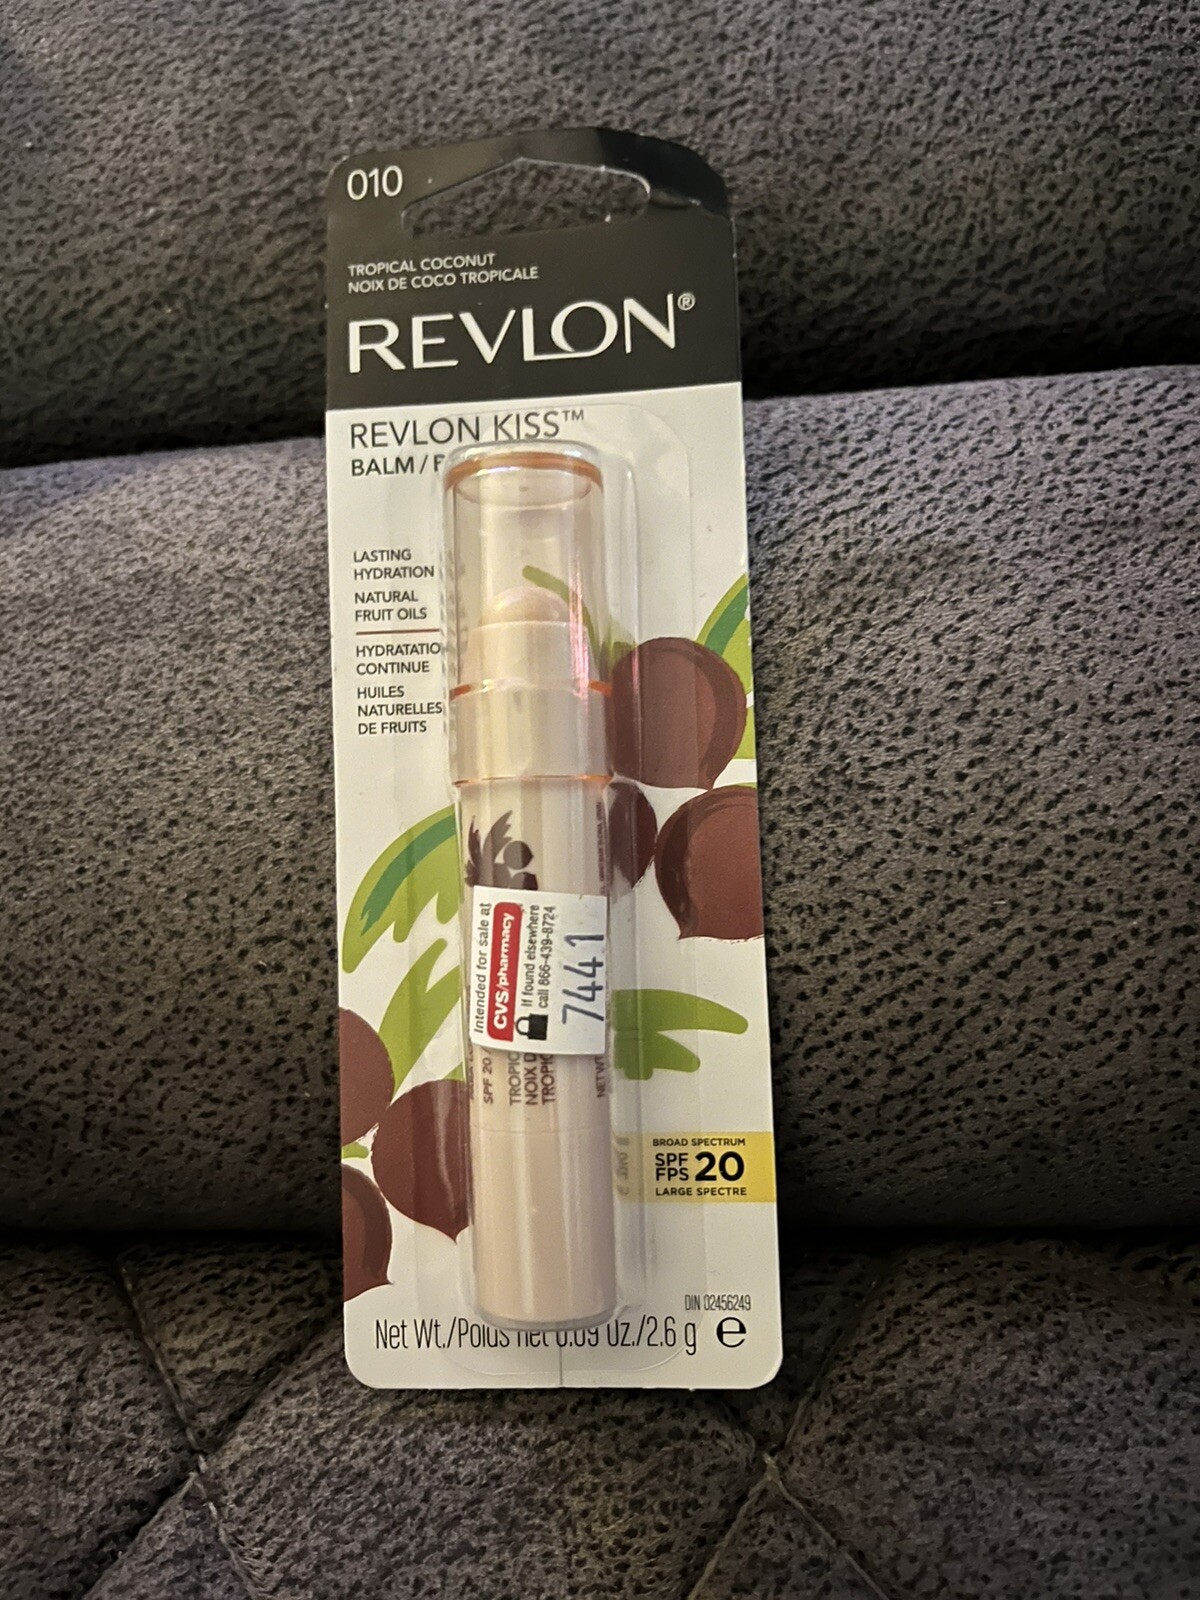 010
TROPICAL COCONUT
NOIX DE COCO TROPICALE
REVLON®
REVLON KISS™
BALM /
LASTING
HYDRATION
NATURAL
FRUIT OILS
HYDRATATIO
CONTINUE
HUILES
NATURELLES
DE FRUITS
Intended for sale at
CVS/pharmacy
If found elsewhere
call 866-439-8724
7441
SPF 20
TROPIC
NOIX D
TROPIC
NET WT
BROAD SPECTRUM
SPF
FPS 20
LARGE SPECTRE
DIN 02456249
Net Wt./Poids net 0.09 Oz./2.6 g e